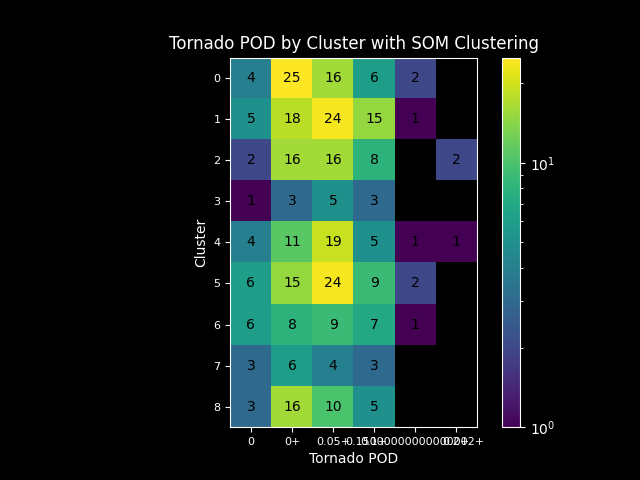 Tornado POD by Cluster with SOM Clustering
0 4 25 16 6 2
1 5 18 24 15 1
2 2 16 16 8 2
3 1 3 5 3
4 4 11 19 5 1 1
5 6 15 24 9 2
6 6 8 9 7 1
7 3 6 4 3
8 3 16 10 5
0 0+ 0.05+
Tornado POD
Cluster
10¹
10⁰